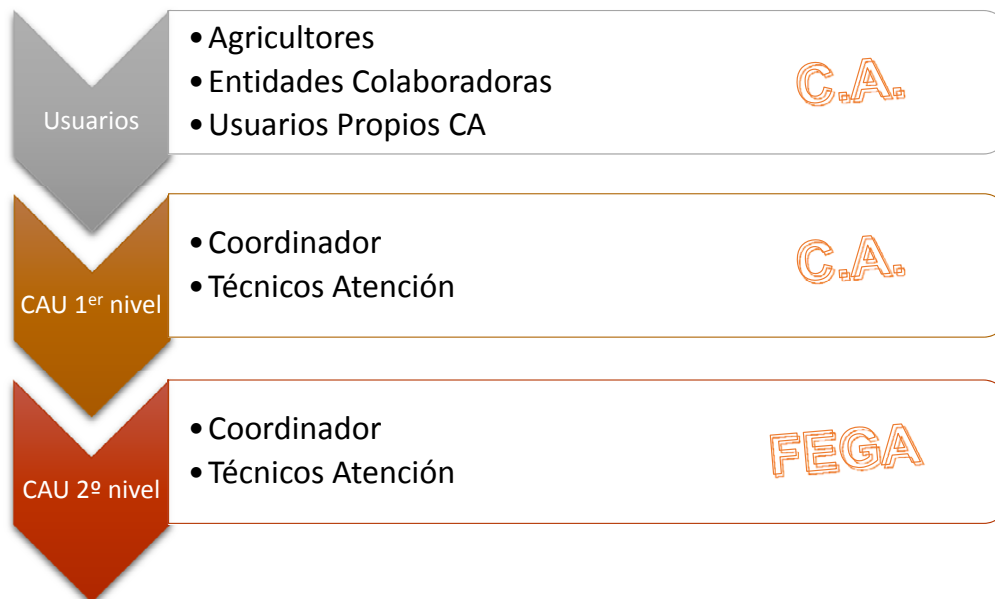 Usuarios
• Agricultores
• Entidades Colaboradoras
• Usuarios Propios CA
C.A.
CAU 1er nivel
• Coordinador
• Técnicos Atención
C.A.
CAU 2º nivel
• Coordinador
• Técnicos Atención
FEGA